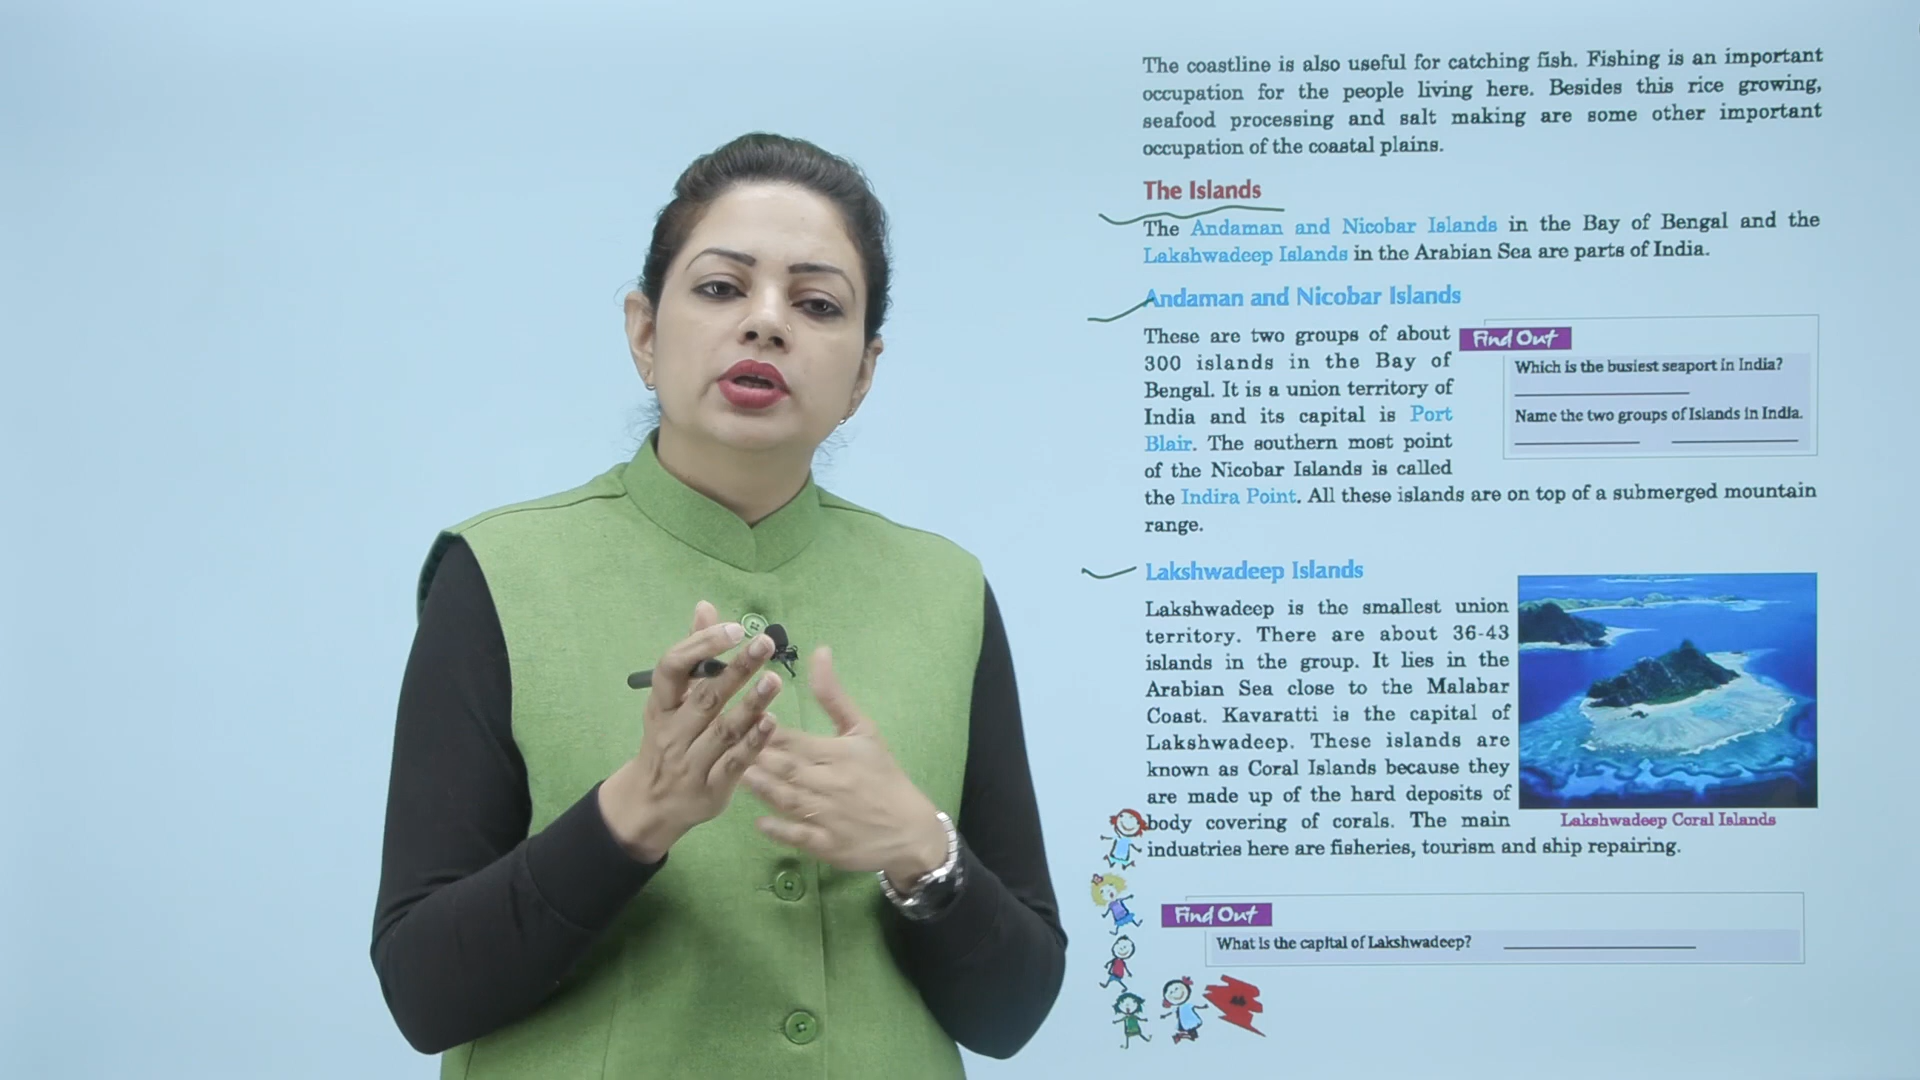 The coastline is also useful for catching fish. Fishing is an important
occupation for the people living here. Besides this rice growing,
seafood processing and salt making are some other important
occupation of the coastal plains.
The Islands
The Andaman and Nicobar Islands in the Bay of Bengal and the
Lakshwadeep Islands in the Arabian Sea are parts of India.
Andaman and Nicobar Islands
These are two groups of about
300 islands in the Bay of
Bengal. It is a union territory of
India and its capital is Port
Blair. The southern most point
of the Nicobar Islands is called
the Indira Point. All these islands are on top of a submerged mountain
range.
Find Out
Which is the busiest seaport in India?
Name the two groups of Islands in India.
Lakshwadeep Islands
Lakshwadeep is the smallest union
territory. There are about 36-43
islands in the group. It lies in the
Arabian Sea close to the Malabar
Coast. Kavaratti is the capital of
Lakshwadeep. These islands are
known as Coral Islands because they
are made up of the hard deposits of
body covering of corals. The main
industries here are fisheries, tourism and ship repairing.
Lakshwadeep Coral Islands
Find Out
What is the capital of Lakshwadeep?